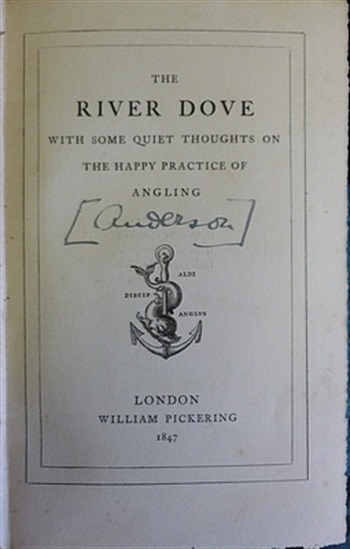 THE
RIVER DOVE
WITH SOME QUIET THOUGHTS ON
THE HAPPY PRACTICE OF
ANGLING
[Anderson]
ALDI
DISCIP
ANGLVS
LONDON
WILLIAM PICKERING
1847